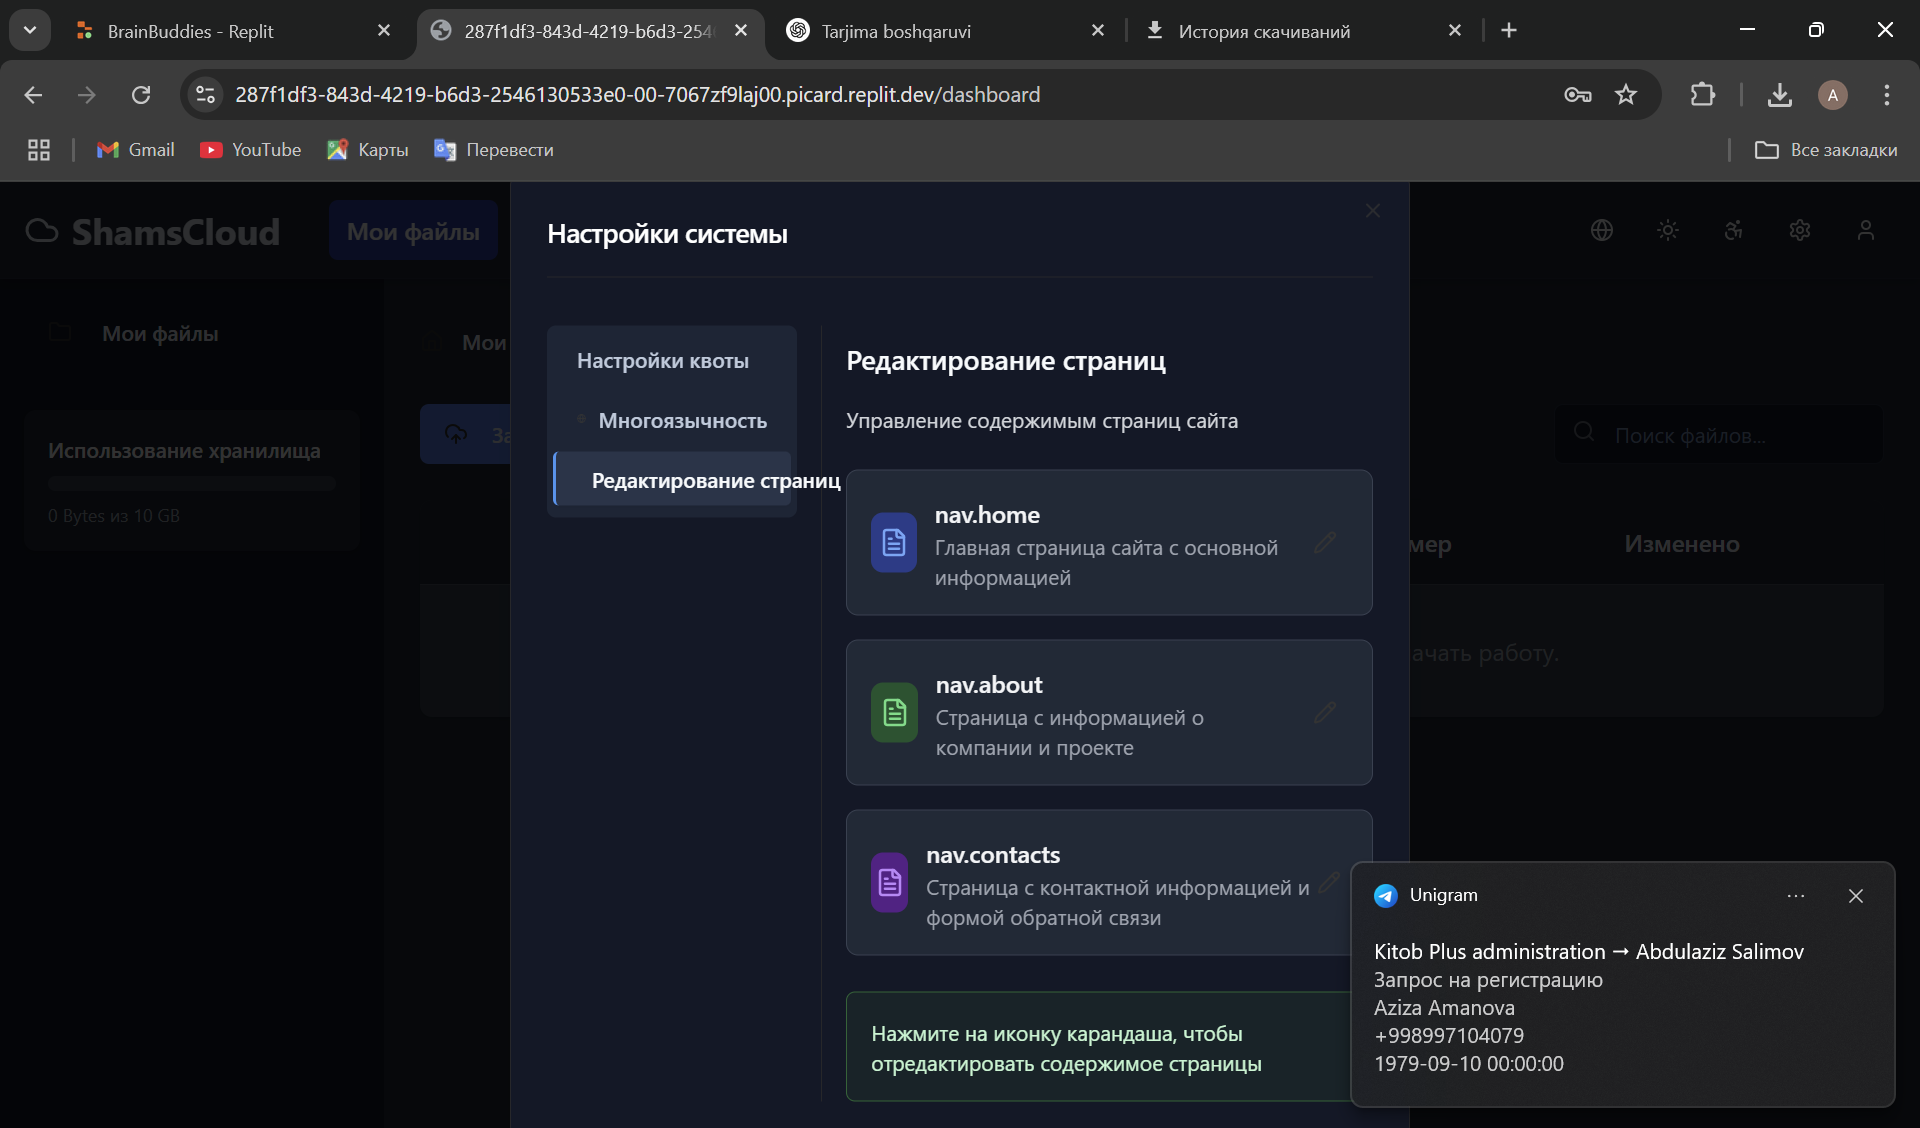 BrainBuddies - Replit
287f1df3-843d-4219-b6d3-254
Tarjima boshqaruvi
История скачиваний
287f1df3-843d-4219-b6d3-2546130533e0-00-7067zf9laj00.picard.replit.dev/dashboard
A
Gmail
YouTube
Карты
Перевести
Все закладки
ShamsCloud
Мои файлы
Настройки системы
Мои файлы
Мои
Использование хранилища
0 Bytes из 10 GB
За
Поиск файлов...
мер
Изменено
ачать работу.
Настройки квоты
Многоязычность
Редактирование страниц
Редактирование страниц
Управление содержимым страниц сайта
nav.home
Главная страница сайта с основной
информацией
nav.about
Страница с информацией о
компании и проекте
nav.contacts
Страница с контактной информацией и
формой обратной связи
Нажмите на иконку карандаша, чтобы
отредактировать содержимое страницы
Unigram
Kitob Plus administration → Abdulaziz Salimov
Запрос на регистрацию
Aziza Amanova
+998997104079
1979-09-10 00:00:00